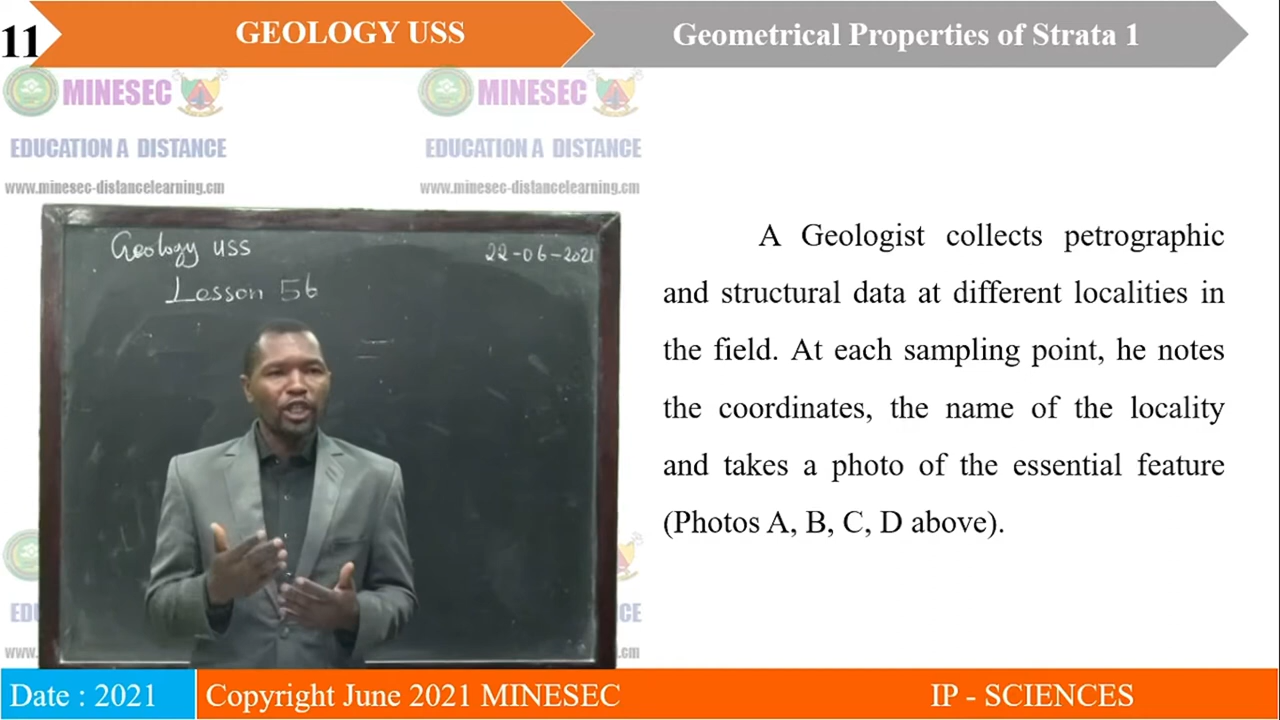 11
GEOLOGY USS
Geometrical Properties of Strata 1
MINESEC
MINESEC
EDUCATION A DISTANCE
EDUCATION A DISTANCE
www.minesec-distancelearning.cm
www.minesec-distancelearning.cm
Geology USS
22-06-2021
Lesson 56
A Geologist collects petrographic
and structural data at different localities in
the field. At each sampling point, he notes
the coordinates, the name of the locality
and takes a photo of the essential feature
(Photos A, B, C, D above).
Date : 2021
Copyright June 2021 MINESEC
IP - SCIENCES